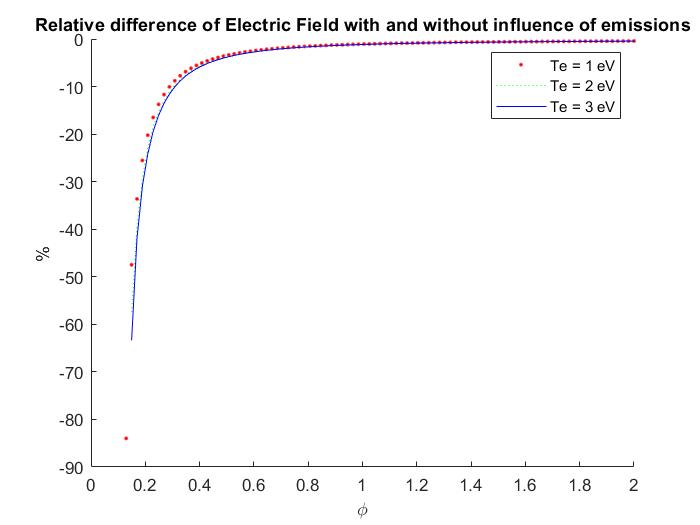 Relative difference of Electric Field with and without influence of emissions
0
-10
-20
-30
-40
-50
-60
-70
-80
-90
%
Te = 1 eV
Te = 2 eV
Te = 3 eV
0 0.2 0.4 0.6 0.8 1 1.2 1.4 1.6 1.8 2
ϕ